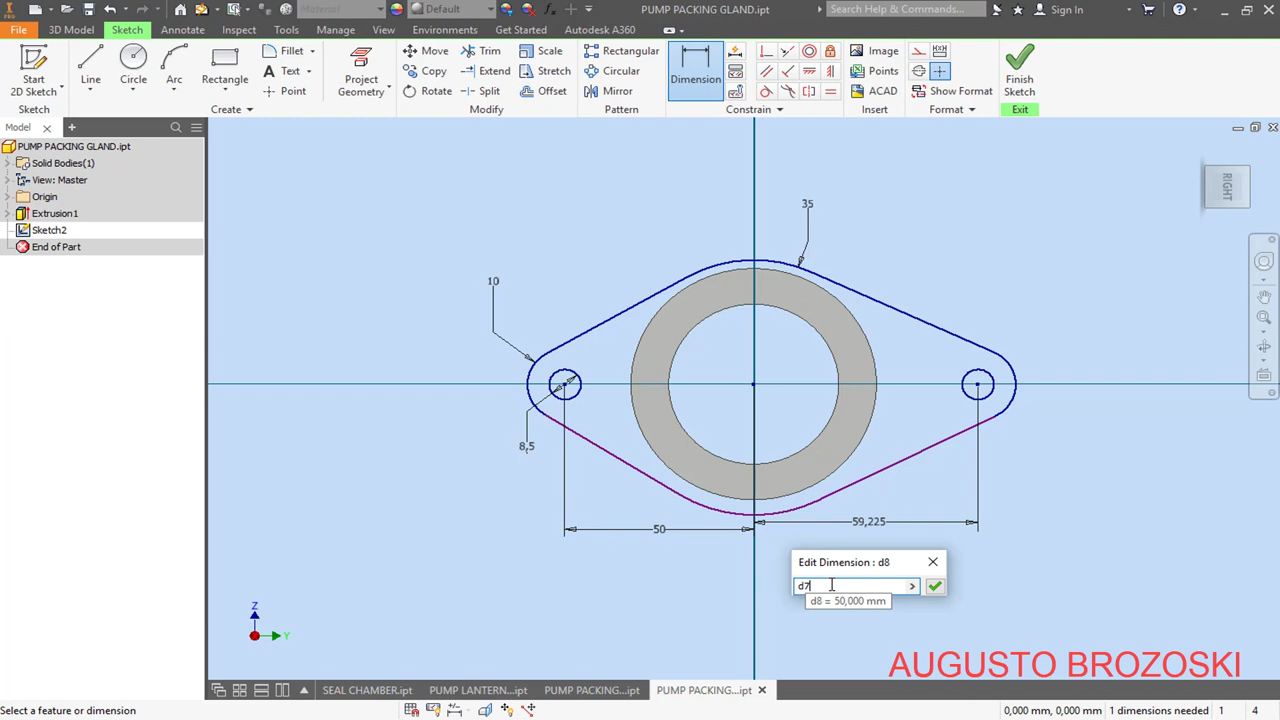 I PRO
Material
Default
PUMP PACKING GLAND.ipt
Search Help & Commands...
Sign In
File
3D Model
Sketch
Annotate
Inspect
Tools
Manage
View
Environments
Get Started
Autodesk A360
Start
2D Sketch
Line
Circle
Arc
Rectangle
Fillet
Text
Point
Project
Geometry
Move
Copy
Rotate
Trim
Extend
Split
Scale
Stretch
Offset
Rectangular
Circular
Mirror
Dimension
Image
Points
ACAD
Show Format
Finish
Sketch
Sketch
Create
Modify
Pattern
Constrain
Insert
Format
Exit
Model
PUMP PACKING GLAND.ipt
Solid Bodies(1)
View: Master
Origin
Extrusion1
Sketch2
End of Part
RIGHT
35
10
8,5
50
59,225
Edit Dimension : d8
d7
d8 = 50,000 mm
Z
Y
AUGUSTO BROZOSKI
SEAL CHAMBER.ipt
PUMP LANTERN...ipt
PUMP PACKING...ipt
PUMP PACKING...ipt
Select a feature or dimension
0,000 mm, 0,000 mm
1 dimensions needed
1
4